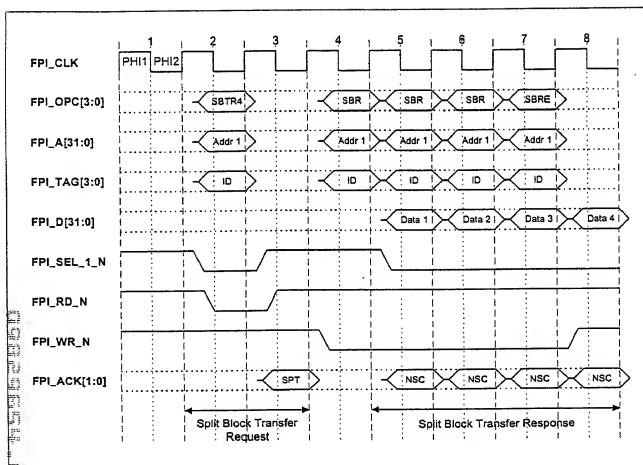 1 2 3 4 5 6 7 8
FPI_CLK PHI1 PHI2
FPI_OPC[3:0] SBTR4 SBR SBR SBR SBRE
FPI_A[31:0] Addr 1 Addr 1 Addr 1 Addr 1 Addr 1
FPI_TAG[3:0] ID ID ID ID ID
FPI_D[31:0] Data 1 Data 2 Data 3 Data 4
FPI_SEL_1_N
FPI_RD_N
FPI_WR_N
FPI_ACK[1:0] SPT NSC NSC NSC NSC
Split Block Transfer Request
Split Block Transfer Response